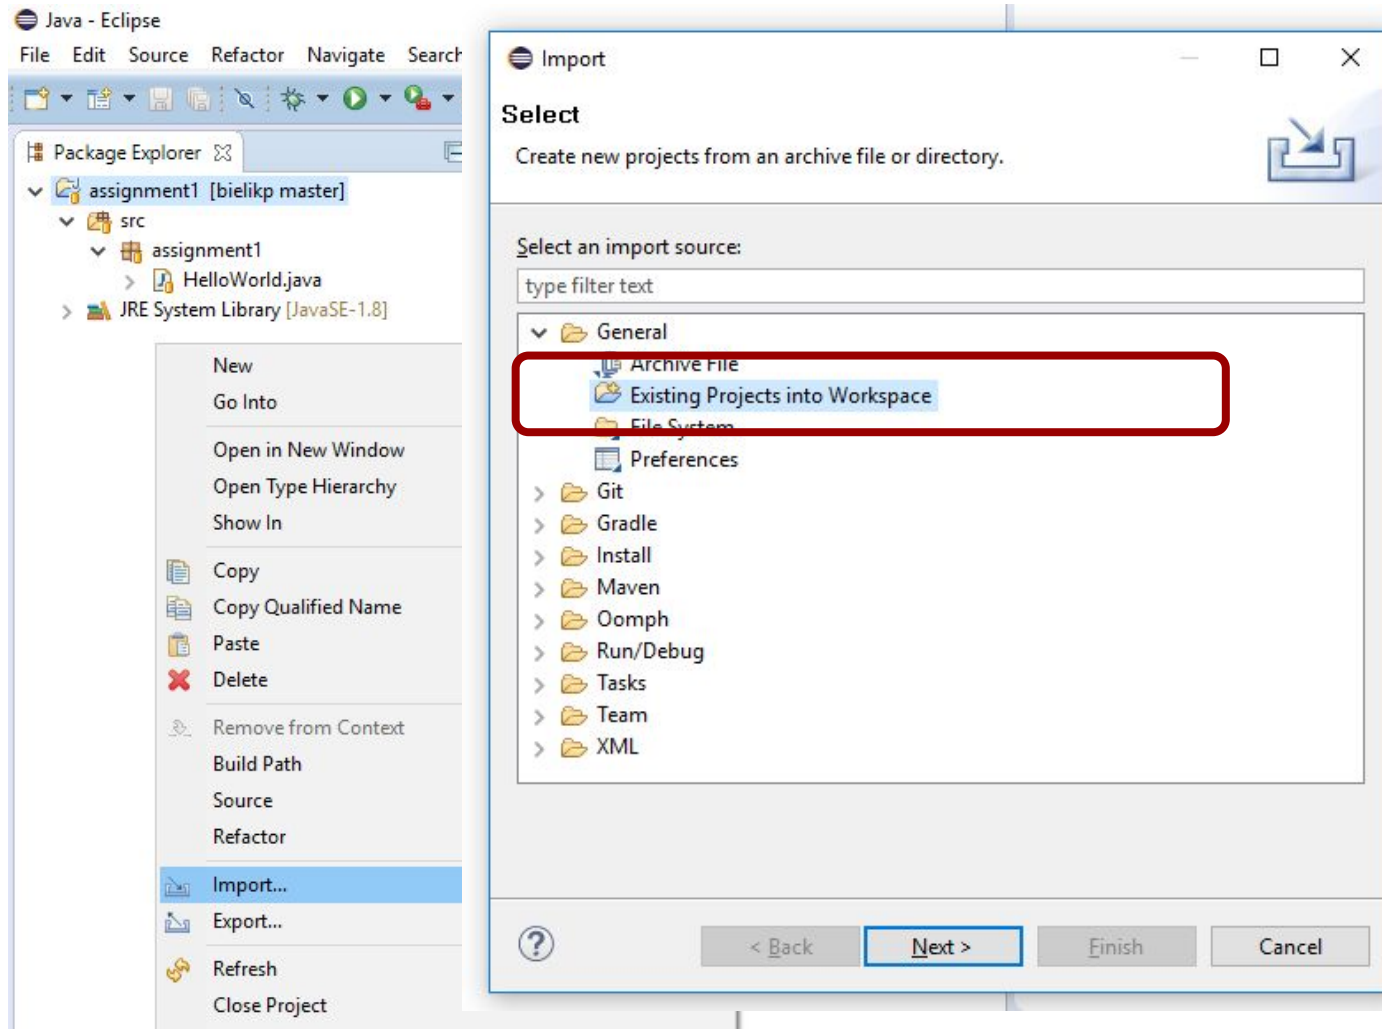 Java - Eclipse
File Edit Source Refactor Navigate Search
Package Explorer
assignment1 [bielikp master]
src
assignment1
HelloWorld.java
JRE System Library [JavaSE-1.8]
New
Go Into
Open in New Window
Open Type Hierarchy
Show In
Copy
Copy Qualified Name
Paste
Delete
Remove from Context
Build Path
Source
Refactor
Import...
Export...
Refresh
Close Project
Import
Select
Create new projects from an archive file or directory.
Select an import source:
type filter text
General
Archive File
Existing Projects into Workspace
File System
Preferences
Git
Gradle
Install
Maven
Oomph
Run/Debug
Tasks
Team
XML
? < Back Next > Finish Cancel